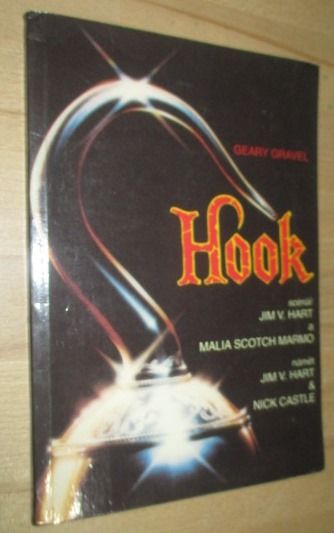 GEARY GRAVEL
Hook
scénář
JIM V. HART
a
MALIA SCOTCH MARMO
námět
JIM V. HART
&
NICK CASTLE